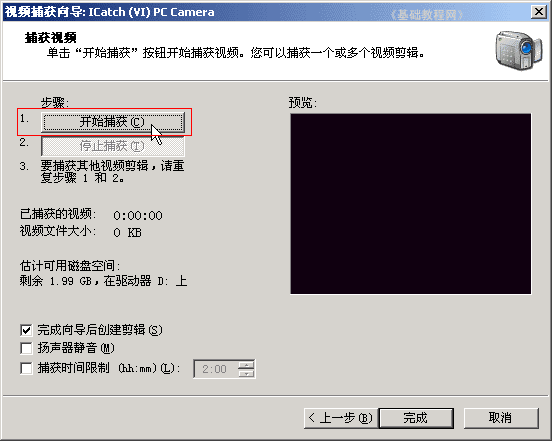 视频捕获向导: ICatch (VI) PC Camera
《基础教程网》
捕获视频
单击“开始捕获”按钮开始捕获视频。您可以捕获一个或多个视频剪辑。
步骤:
1. 开始捕获(C)
2. 停止捕获(T)
3. 要捕获其他视频剪辑，请重
复步骤 1 和 2。
预览:
已捕获的视频: 0:00:00
视频文件大小: 0 KB
估计可用磁盘空间:
剩余 1.99 GB，在驱动器 D: 上
完成向导后创建剪辑(S)
扬声器静音(M)
捕获时间限制 (hh:mm)(L): 2:00
< 上一步(B) 完成 取消